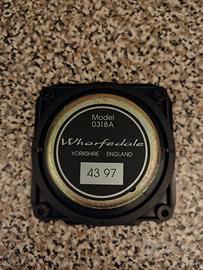 Model
0318A
Wharfedale
YORKSHIRE ENGLAND
43 97